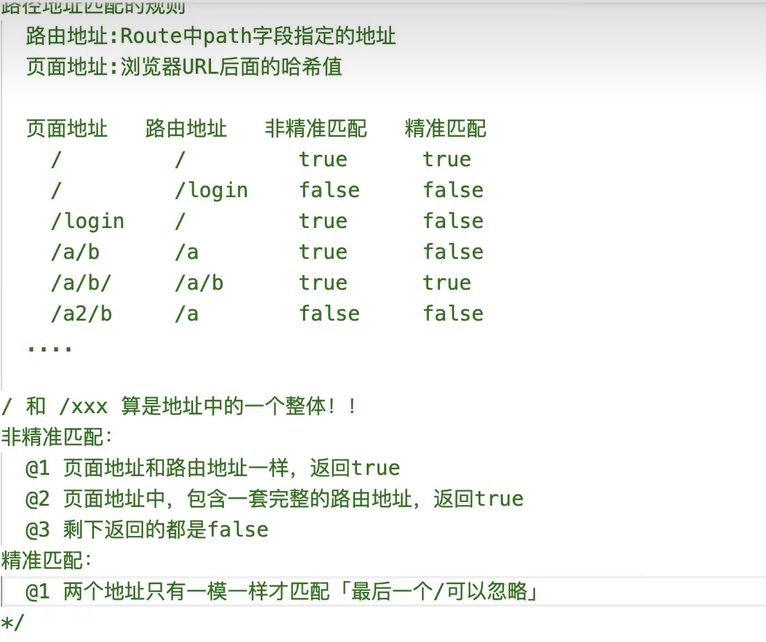 路径地址匹配的规则
路由地址:Route中path字段指定的地址
页面地址:浏览器URL后面的哈希值
页面地址 路由地址 非精准匹配 精准匹配
/ / true true
/ /login false false
/login / true false
/a/b /a true false
/a/b/ /a/b true true
/a2/b /a false false
....
/ 和 /xxx 算是地址中的一个整体！！
非精准匹配：
@1 页面地址和路由地址一样，返回true
@2 页面地址中，包含一套完整的路由地址，返回true
@3 剩下返回的都是false
精准匹配：
@1 两个地址只有一模一样才匹配「最后一个/可以忽略」
*/